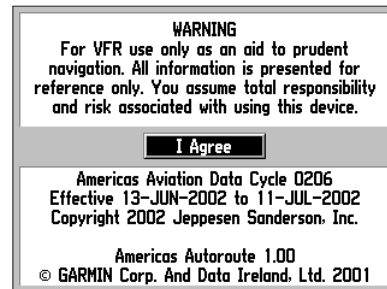 WARNING
For VFR use only as an aid to prudent
navigation. All information is presented for
reference only. You assume total responsibility
and risk associated with using this device.
I Agree
Americas Aviation Data Cycle 0206
Effective 13-JUN-2002 to 11-JUL-2002
Copyright 2002 Jeppesen Sanderson, Inc.
Americas Autoroute 1.00
© GARMIN Corp. And Data Ireland, Ltd. 2001